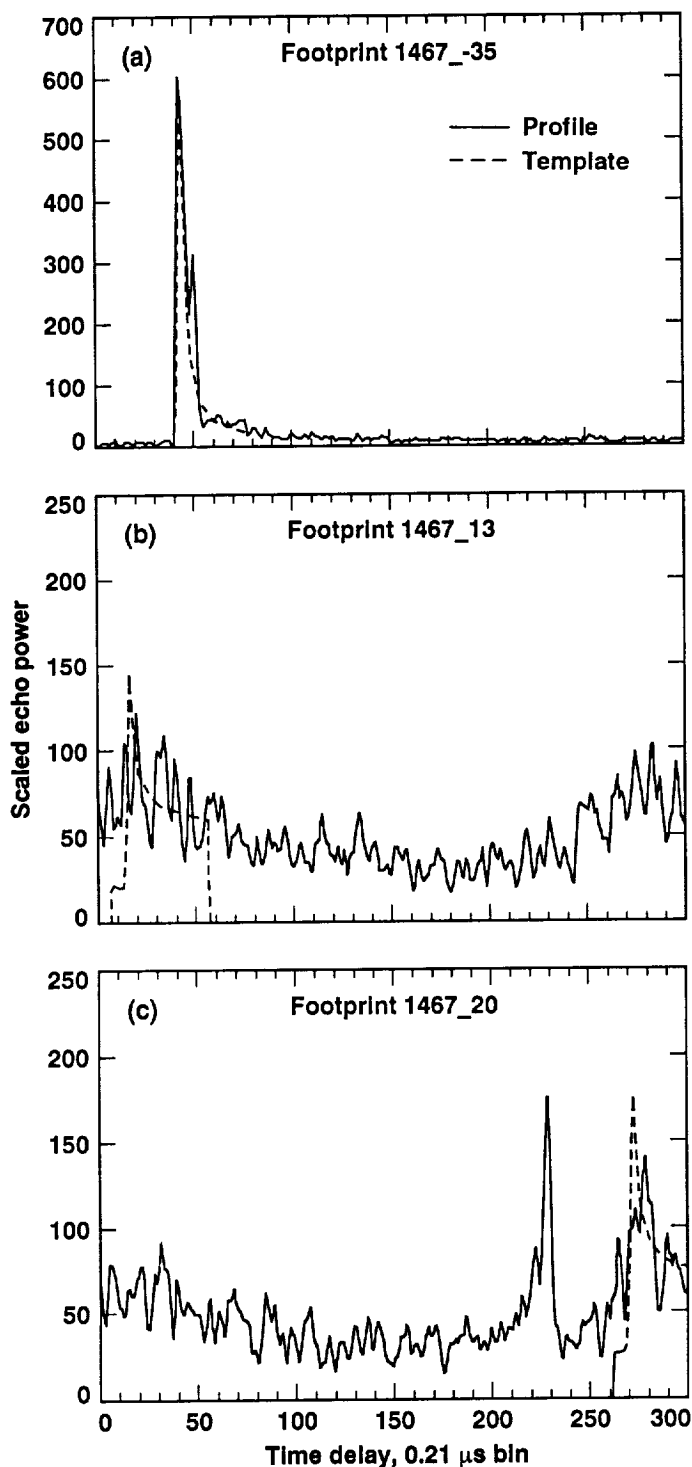 700
(a)
Footprint 1467_-35
600
Profile
500
Template
400
300
200
100
0
250
(b)
Footprint 1467_13
200
150
100
50
0
Scaled echo power
250
(c)
Footprint 1467_20
200
150
100
50
0
0 50 100 150 200 250 300
Time delay, 0.21 μs bin